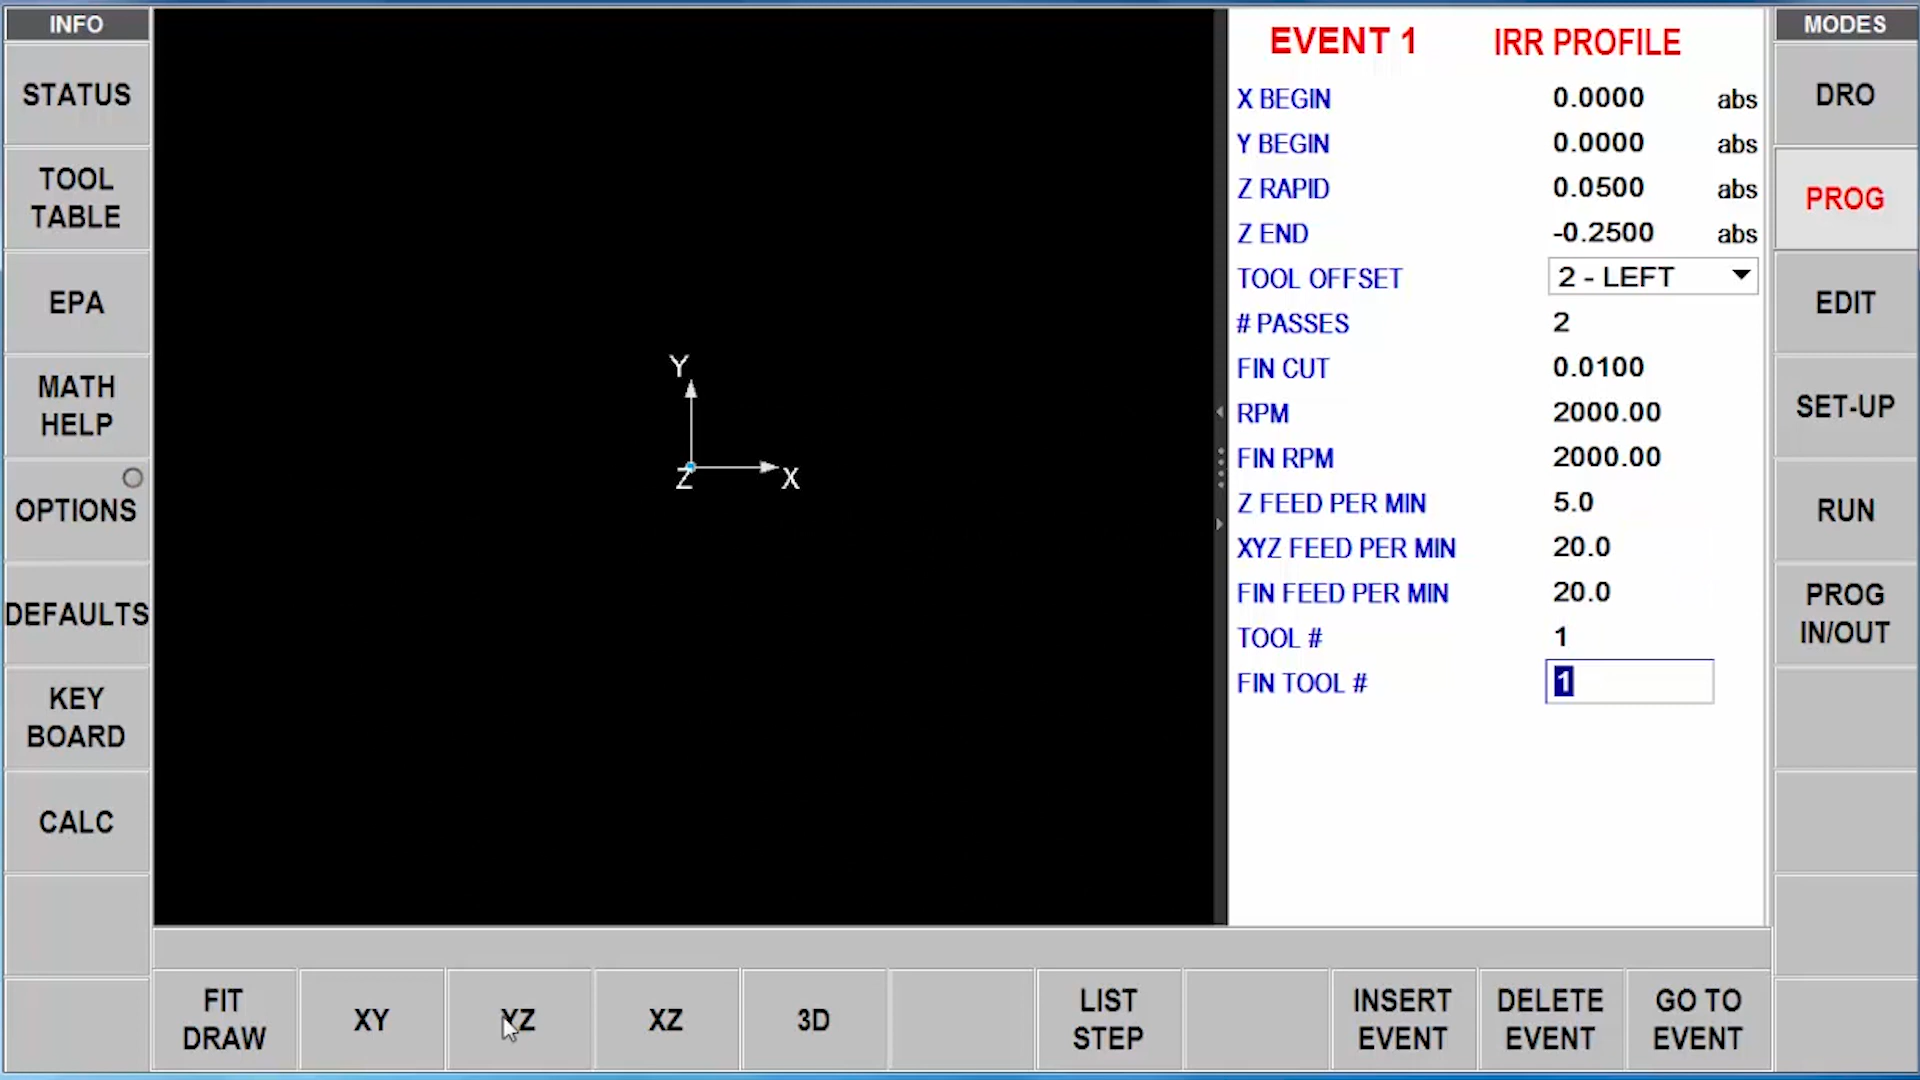 INFO
STATUS
TOOL
TABLE
EPA
MATH
HELP
OPTIONS
DEFAULTS
KEY
BOARD
CALC
Y
Z
X
EVENT 1 IRR PROFILE
X BEGIN 0.0000 abs
Y BEGIN 0.0000 abs
Z RAPID 0.0500 abs
Z END -0.2500 abs
TOOL OFFSET 2 - LEFT
# PASSES 2
FIN CUT 0.0100
RPM 2000.00
FIN RPM 2000.00
Z FEED PER MIN 5.0
XYZ FEED PER MIN 20.0
FIN FEED PER MIN 20.0
TOOL # 1
FIN TOOL # 1
MODES
DRO
PROG
EDIT
SET-UP
RUN
PROG
IN/OUT
FIT
DRAW
XY
YZ
XZ
3D
LIST
STEP
INSERT
EVENT
DELETE
EVENT
GO TO
EVENT